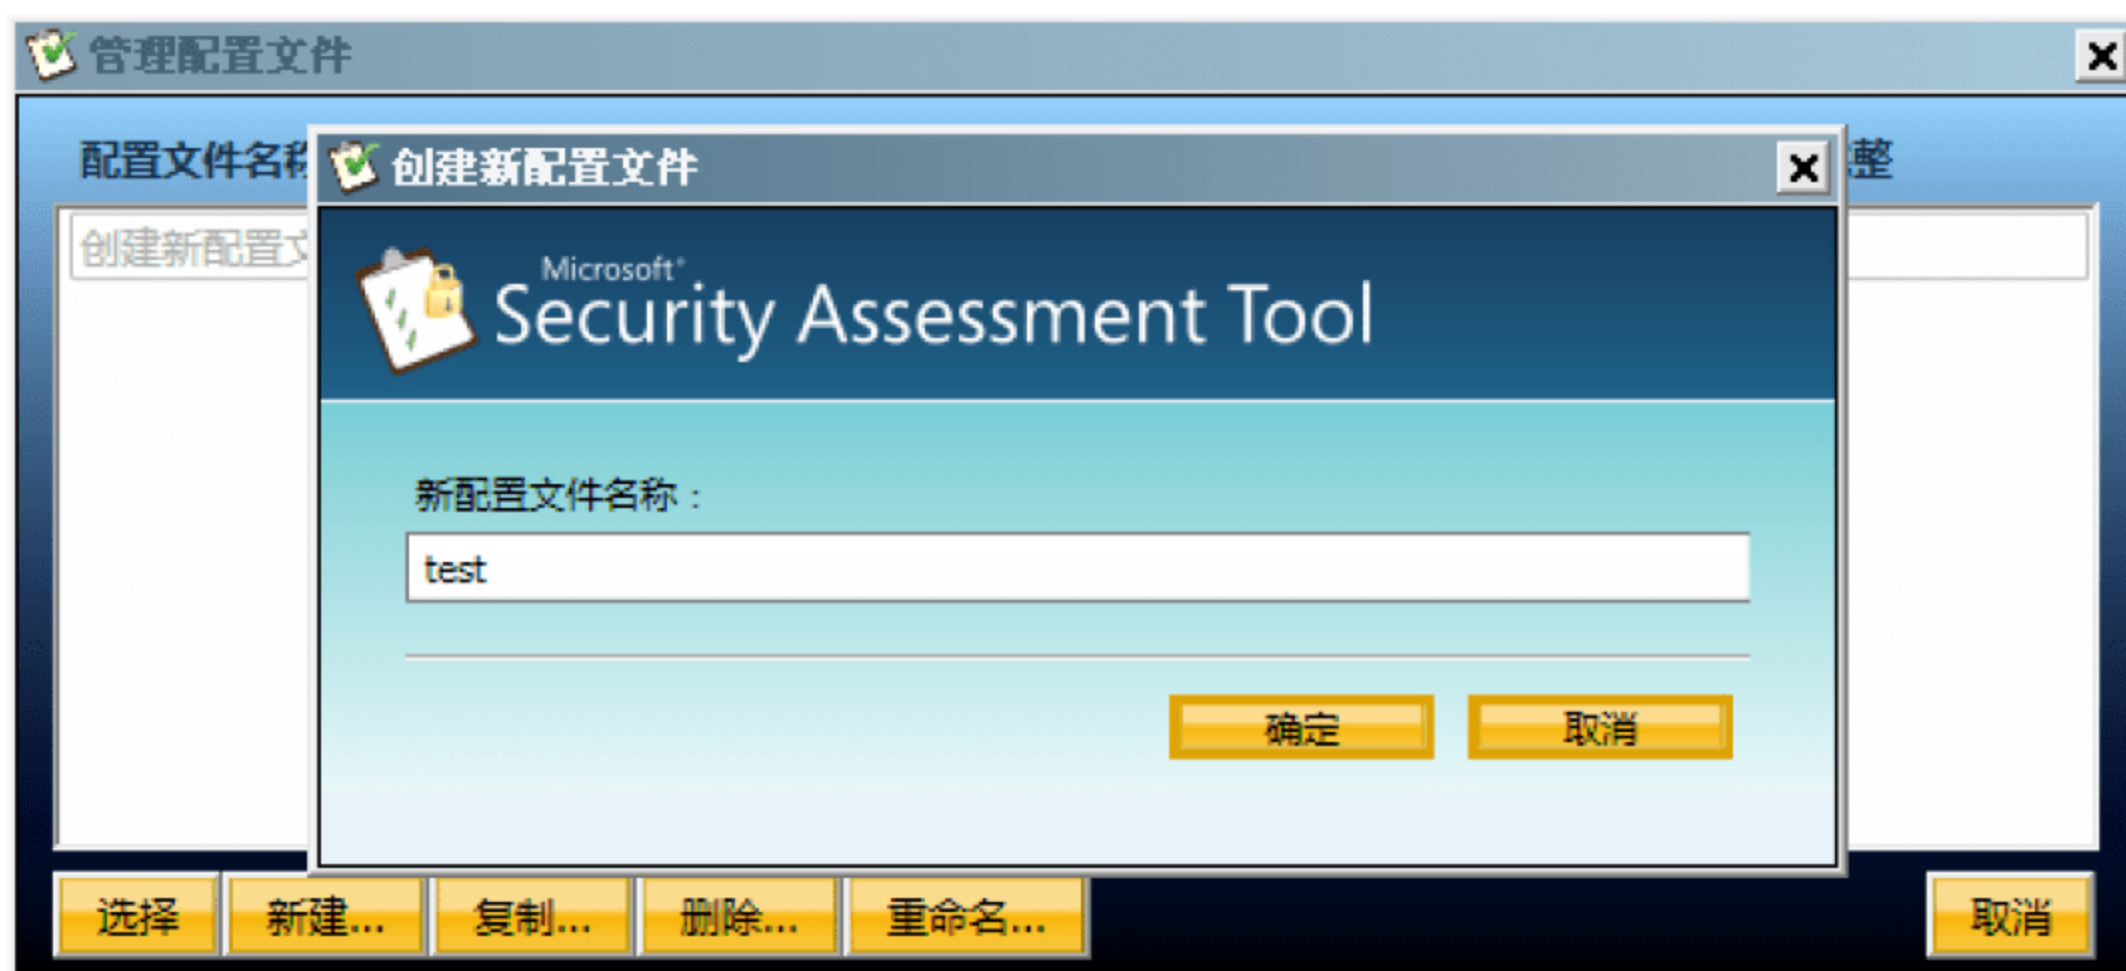 管理配置文件
配置文件名称
整
创建新配置文
创建新配置文件
Microsoft®
Security Assessment Tool
新配置文件名称：
test
确定 取消
选择 新建... 复制... 删除... 重命名... 取消